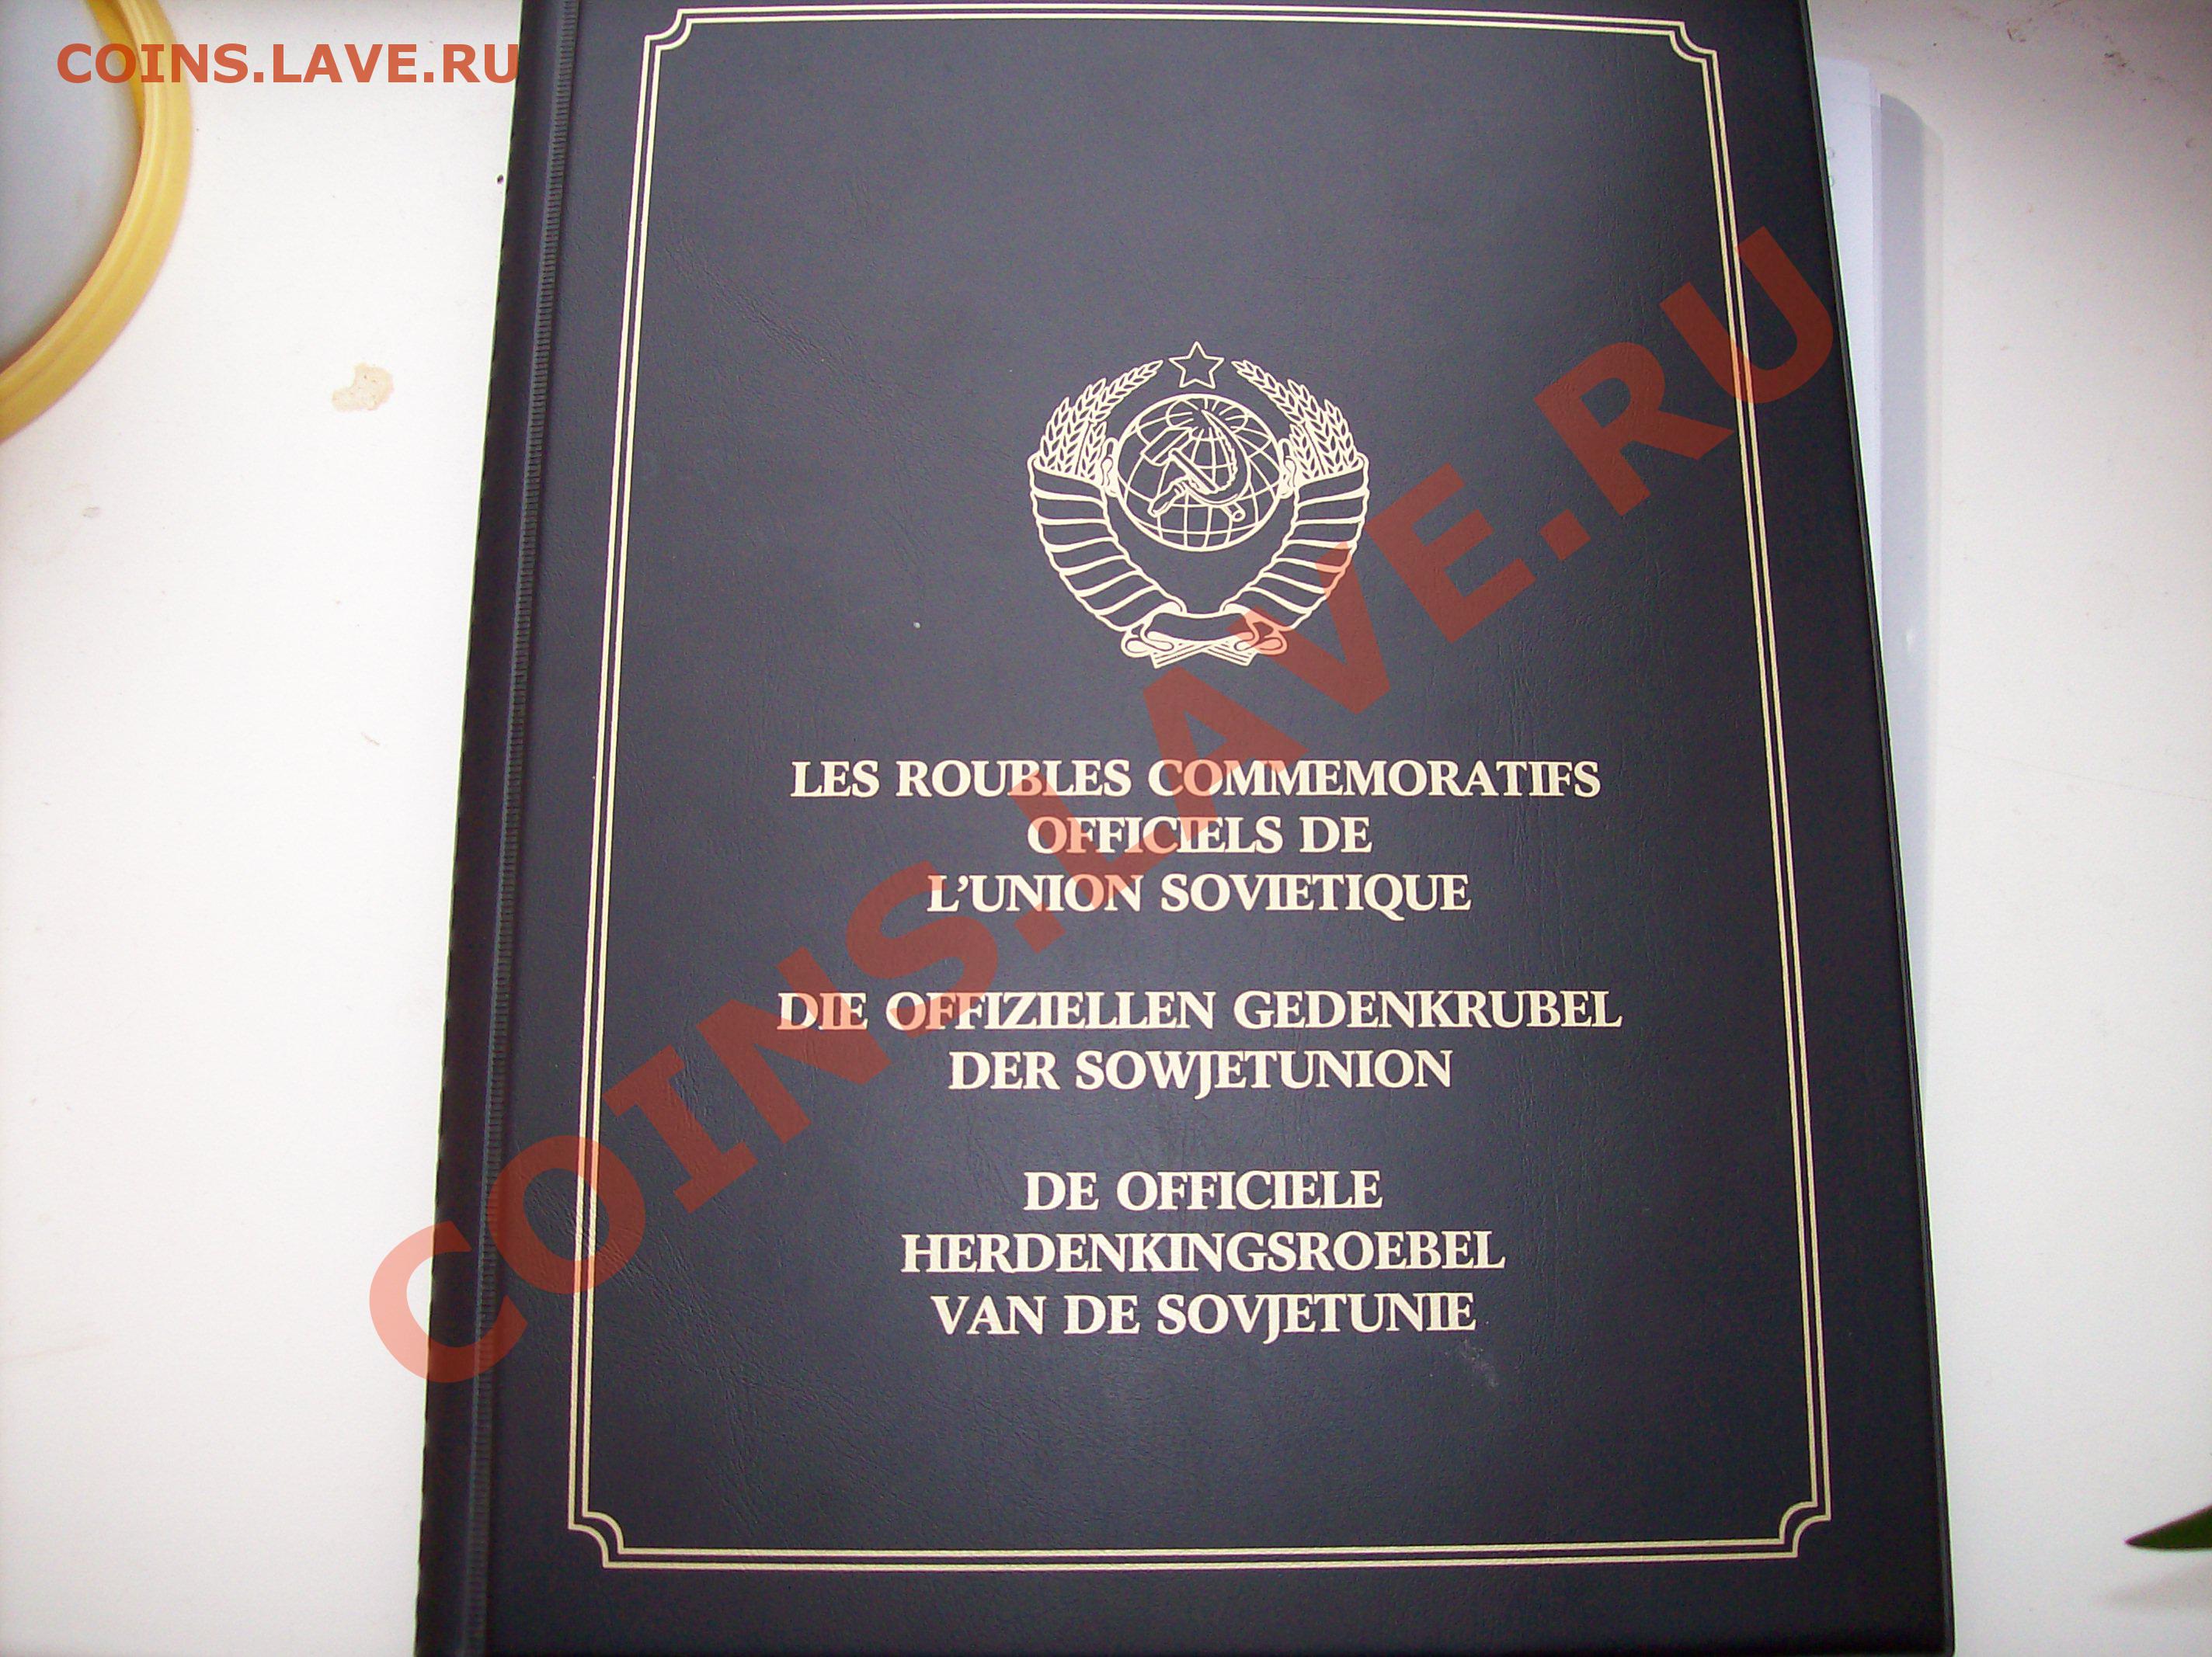 COINS.LAVE.RU
LES ROUBLES COMMEMORATIFS
OFFICIELS DE
L'UNION SOVIETIQUE
DIE OFFIZIELLEN GEDENKRUBEL
DER SOWJETUNION
DE OFFICIELE
HERDENKINGSROEBEL
VAN DE SOVJETUNIE
COINS.LAVE.RU